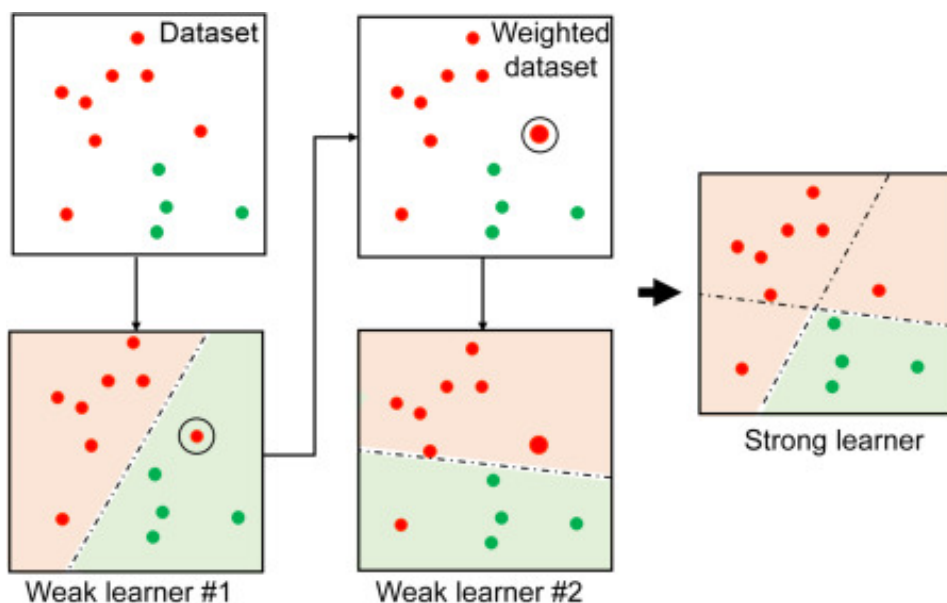 Dataset
Weighted
dataset
Weak learner #1
Weak learner #2
Strong learner